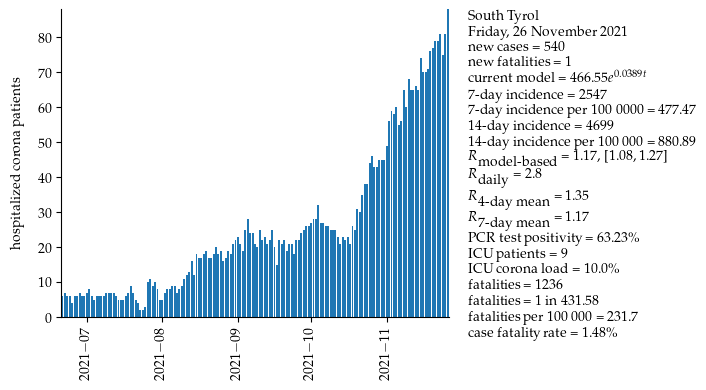 hospitalized corona patients
80
70
60
50
40
30
20
10
0
2021−07
2021−08
2021−09
2021−10
2021−11
South Tyrol
Friday, 26 November 2021
new cases = 540
new fatalities = 1
current model = 466.55e^0.0389t
7-day incidence = 2547
7-day incidence per 100 0000 = 477.47
14-day incidence = 4699
14-day incidence per 100 000 = 880.89
R model-based = 1.17, [1.08, 1.27]
R daily = 2.8
R 4-day mean = 1.35
R 7-day mean = 1.17
PCR test positivity = 63.23%
ICU patients = 9
ICU corona load = 10.0%
fatalities = 1236
fatalities = 1 in 431.58
fatalities per 100 000 = 231.7
case fatality rate = 1.48%